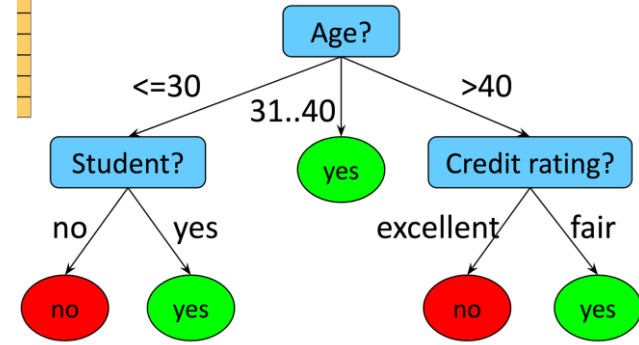 Age?
<=30
31..40
>40
Student?
yes
Credit rating?
no
yes
excellent
fair
no
yes
no
yes